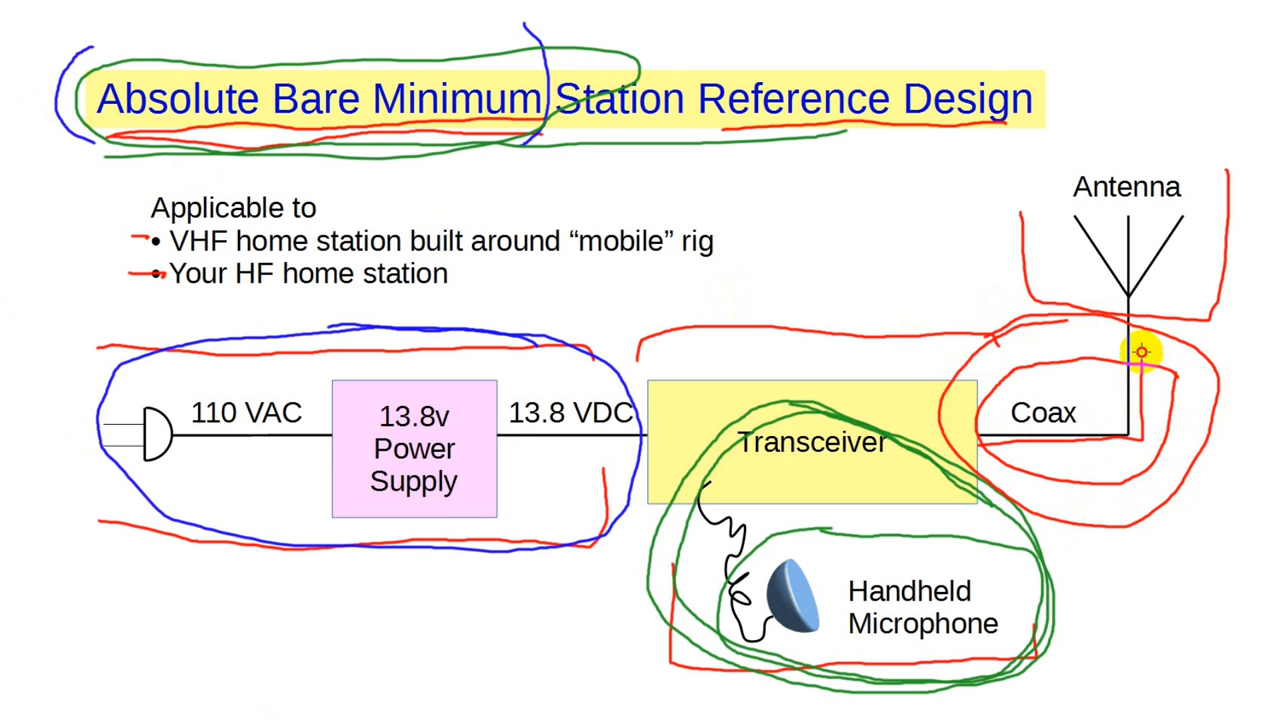 Absolute Bare Minimum Station Reference Design
Applicable to
• VHF home station built around “mobile” rig
• Your HF home station
Antenna
110 VAC
13.8v
Power
Supply
13.8 VDC
Transceiver
Coax
Handheld
Microphone